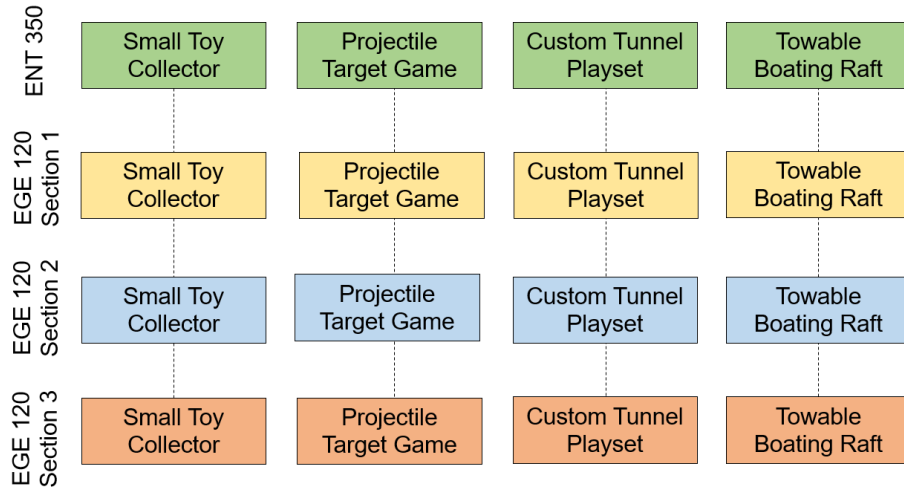 ENT 350
Small Toy
Collector
Projectile
Target Game
Custom Tunnel
Playset
Towable
Boating Raft
EGE 120
Section 1
Small Toy
Collector
Projectile
Target Game
Custom Tunnel
Playset
Towable
Boating Raft
EGE 120
Section 2
Small Toy
Collector
Projectile
Target Game
Custom Tunnel
Playset
Towable
Boating Raft
EGE 120
Section 3
Small Toy
Collector
Projectile
Target Game
Custom Tunnel
Playset
Towable
Boating Raft